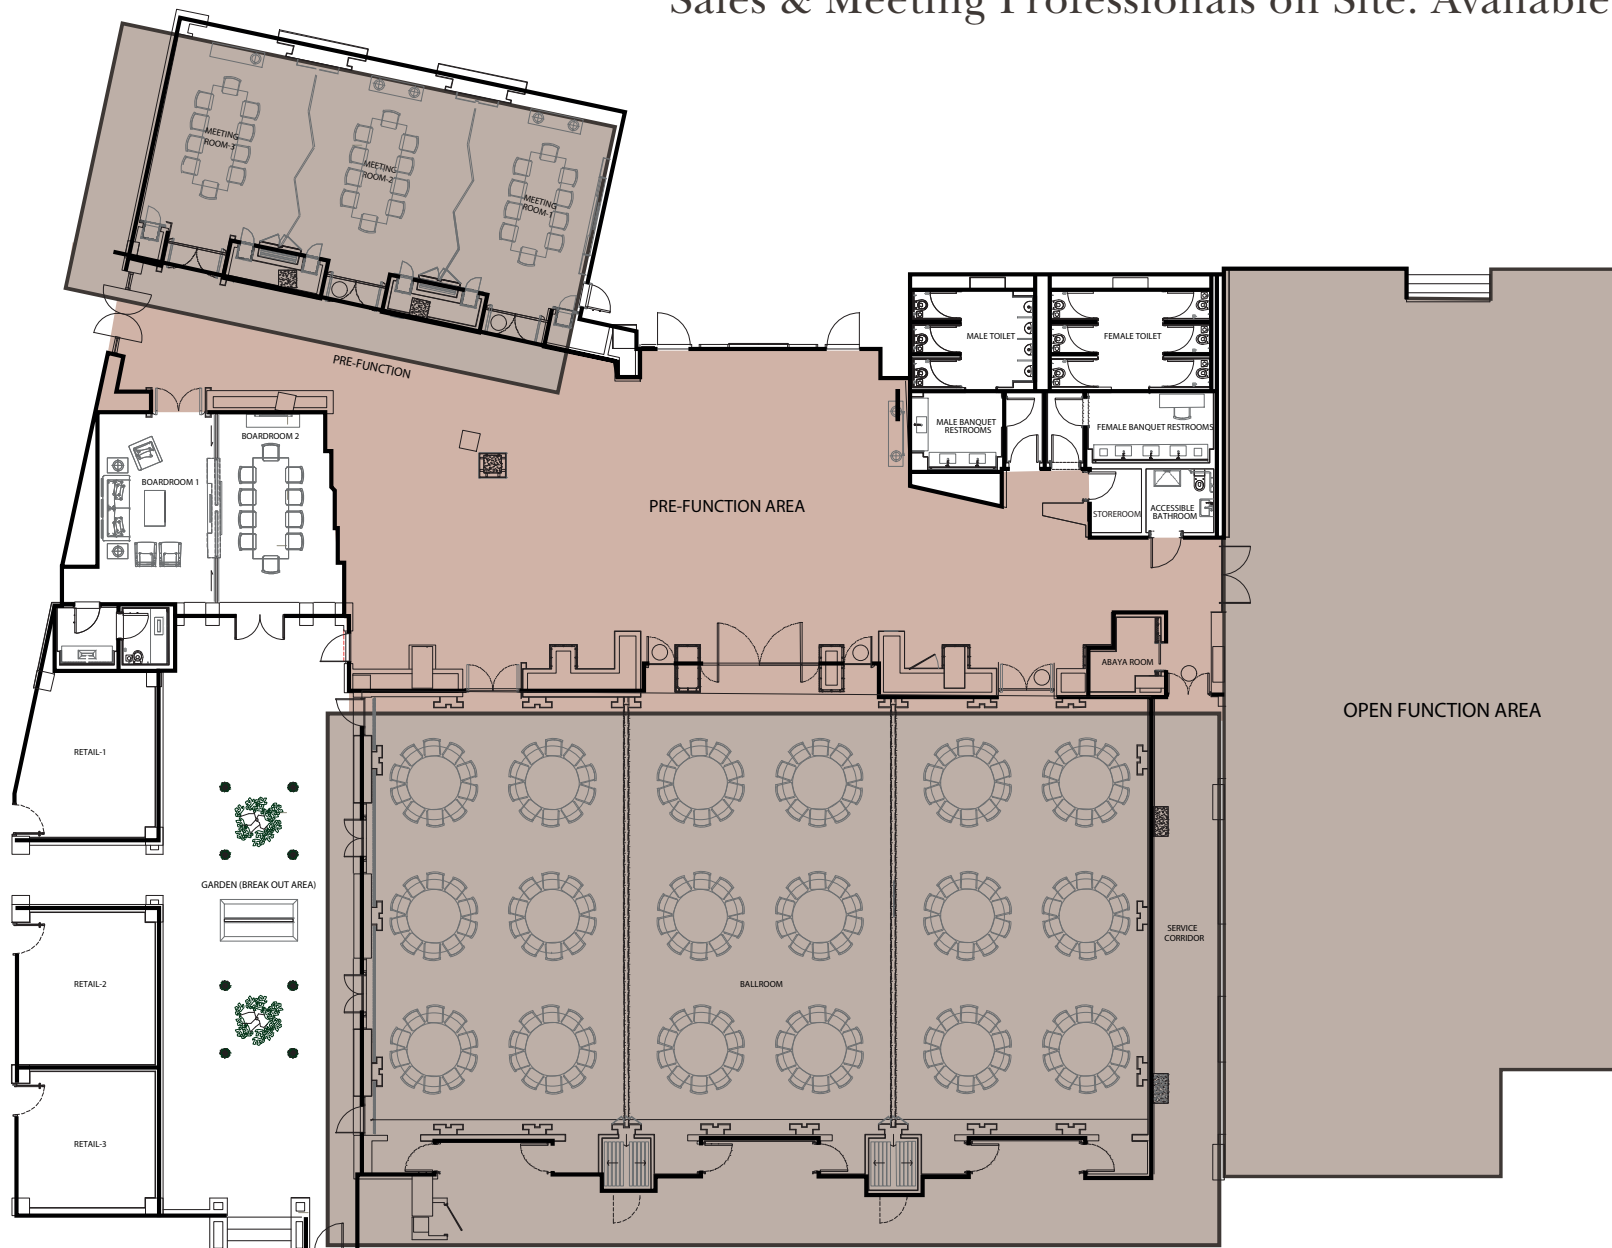 Sales & Meeting Professionals on Site. Available
MEETING
ROOM-3
MEETING
ROOM-2
MEETING
ROOM-1
PRE-FUNCTION
MALE TOILET
FEMALE TOILET
MALE BANQUET
RESTROOMS
FEMALE BANQUET RESTROOMS
BOARDROOM 2
BOARDROOM 1
PRE-FUNCTION AREA
STOREROOM
ACCESSIBLE
BATHROOM
ABAYA ROOM
OPEN FUNCTION AREA
RETAIL-1
GARDEN (BREAK OUT AREA)
SERVICE
CORRIDOR
RETAIL-2
BALLROOM
RETAIL-3